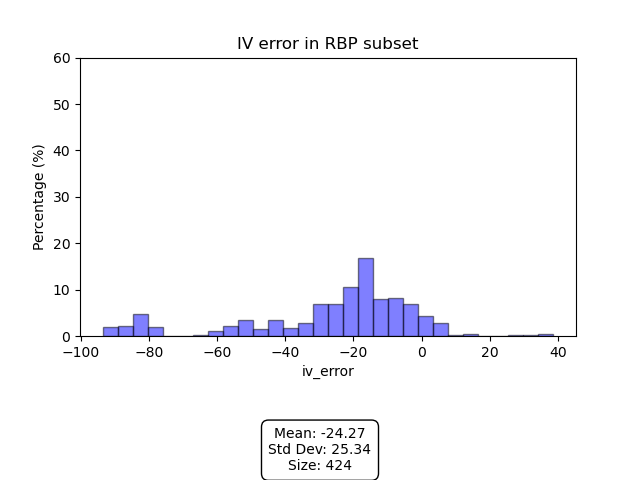 IV error in RBP subset
60
50
40
30
20
10
0
Percentage (%)
−100 −80 −60 −40 −20 0 20 40
iv_error
Mean: -24.27
Std Dev: 25.34
Size: 424